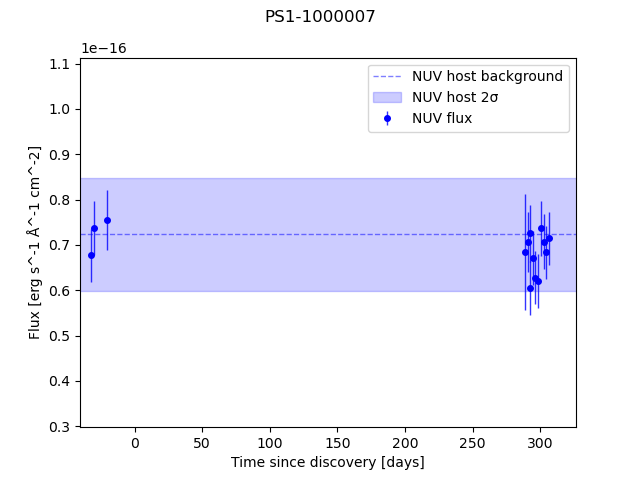 PS1-1000007
1e−16
NUV host background
NUV host 2σ
NUV flux
1.1
1.0
0.9
0.8
0.7
0.6
0.5
0.4
0.3
Flux [erg s^-1 Å^-1 cm^-2]
0 50 100 150 200 250 300
Time since discovery [days]